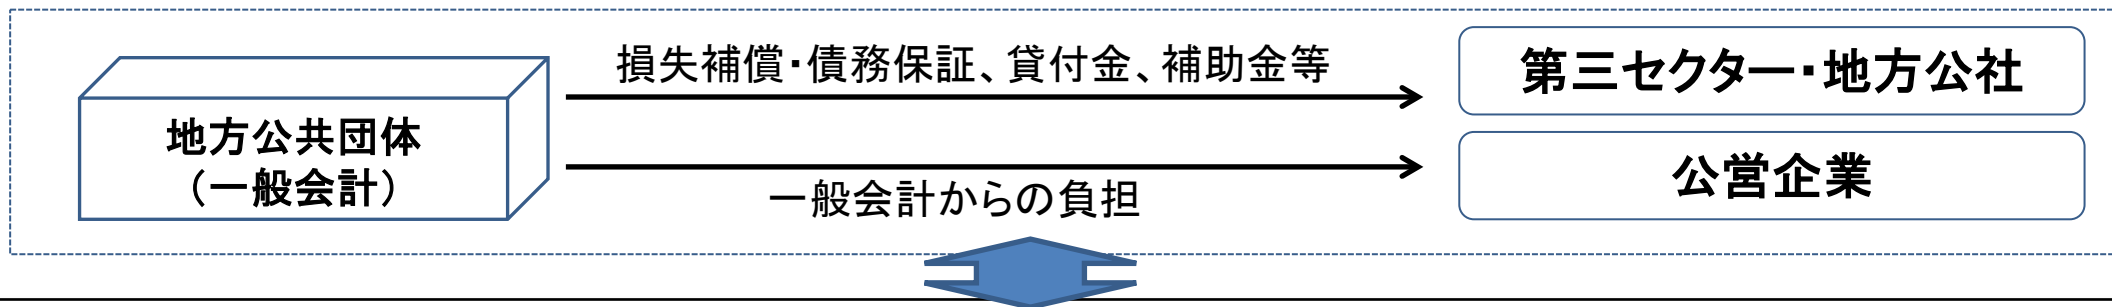 損失補償・債務保証、貸付金、補助金等
第三セクター・地方公社
地方公共団体
（一般会計）
公営企業
一般会計からの負担